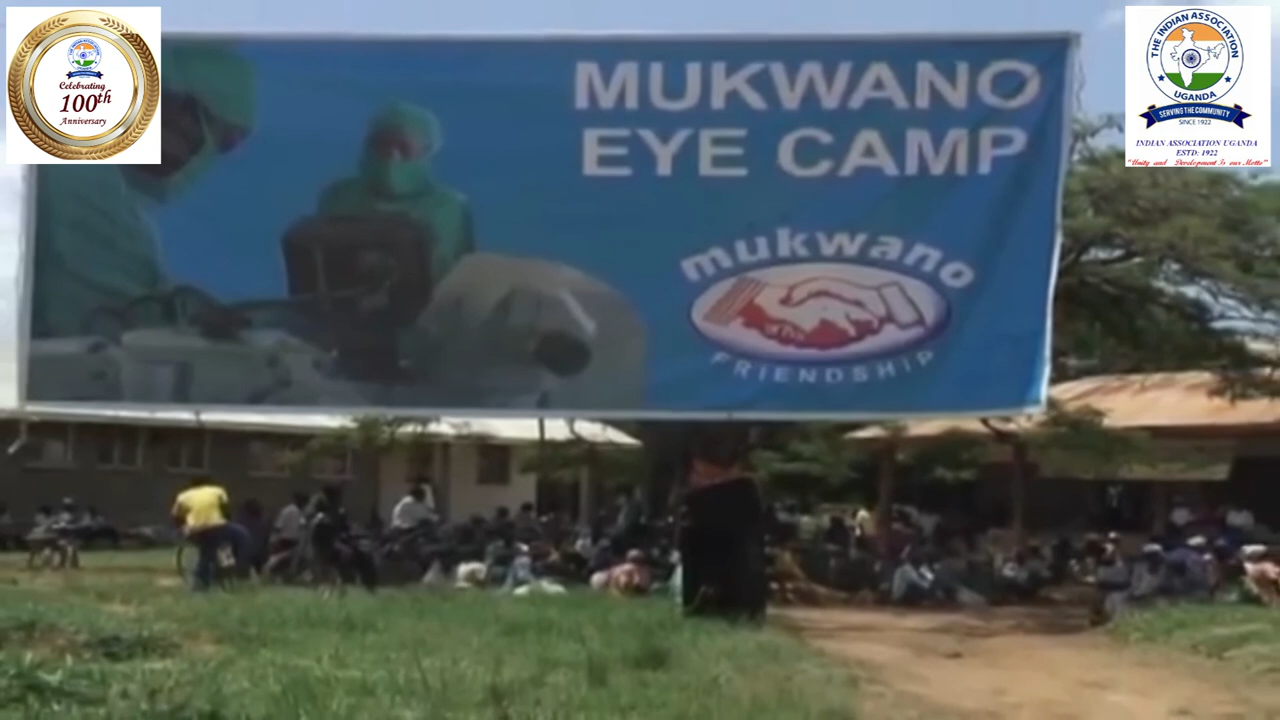 Celebrating
100th
Anniversary
MUKWANO
EYE CAMP
mukwano
FRIENDSHIP
THE INDIAN ASSOCIATION
UGANDA
SERVING THE COMMUNITY
SINCE 1922
INDIAN ASSOCIATION UGANDA
ESTD: 1922
"Unity and Development Is our Motto"